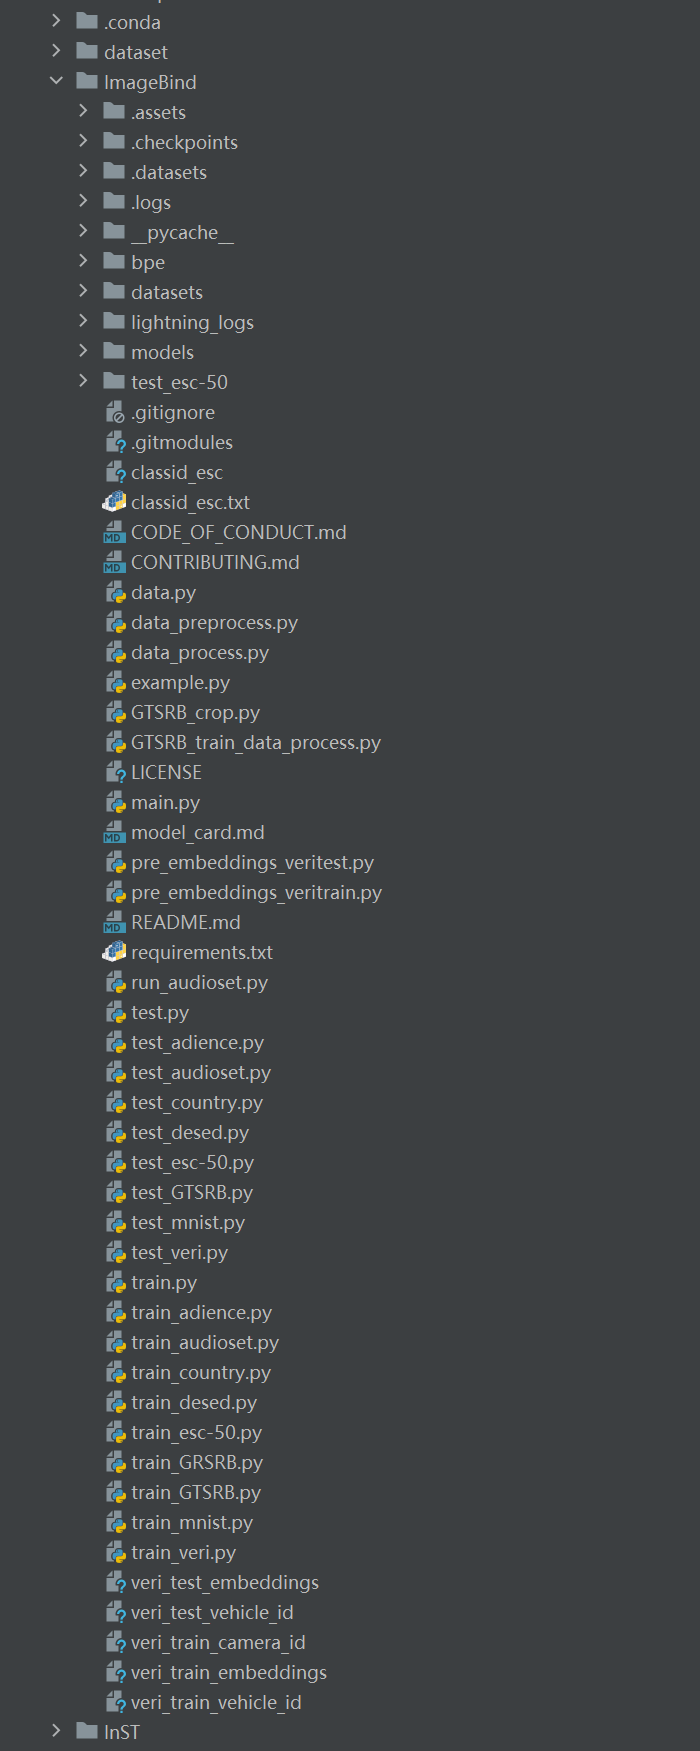 .conda
dataset
ImageBind
.assets
.checkpoints
.datasets
.logs
__pycache__
bpe
datasets
lightning_logs
models
test_esc-50
.gitignore
.gitmodules
classid_esc
classid_esc.txt
MD CODE_OF_CONDUCT.md
MD CONTRIBUTING.md
data.py
data_preprocess.py
data_process.py
example.py
GTSRB_crop.py
GTSRB_train_data_process.py
LICENSE
main.py
MD model_card.md
pre_embeddings_veritest.py
pre_embeddings_veritrain.py
MD README.md
requirements.txt
run_audioset.py
test.py
test_adience.py
test_audioset.py
test_country.py
test_desed.py
test_esc-50.py
test_GTSRB.py
test_mnist.py
test_veri.py
train.py
train_adience.py
train_audioset.py
train_country.py
train_desed.py
train_esc-50.py
train_GRSRB.py
train_GTSRB.py
train_mnist.py
train_veri.py
veri_test_embeddings
veri_test_vehicle_id
veri_train_camera_id
veri_train_embeddings
veri_train_vehicle_id
InST